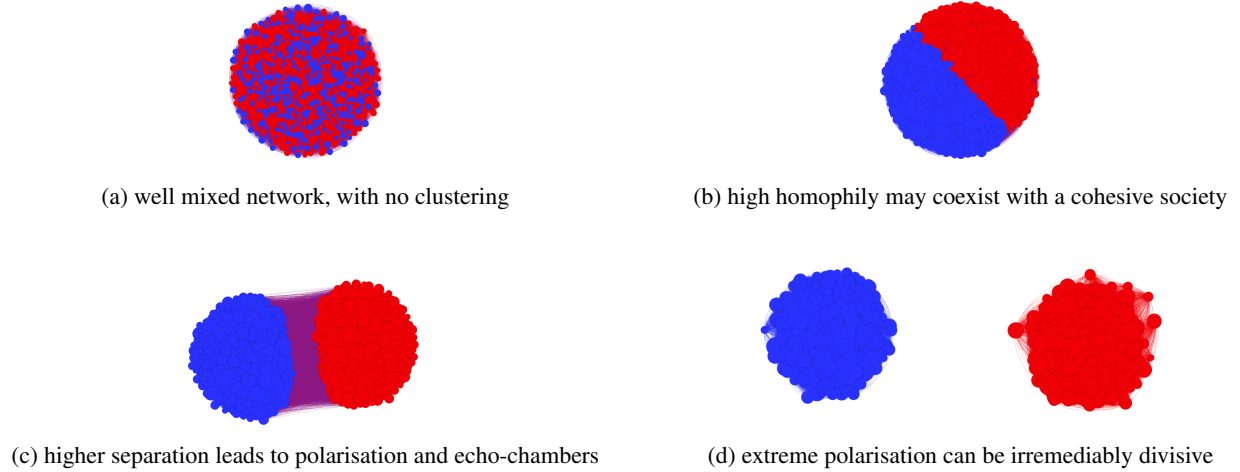 (a) well mixed network, with no clustering
(b) high homophily may coexist with a cohesive society
(c) higher separation leads to polarisation and echo-chambers
(d) extreme polarisation can be irremediably divisive